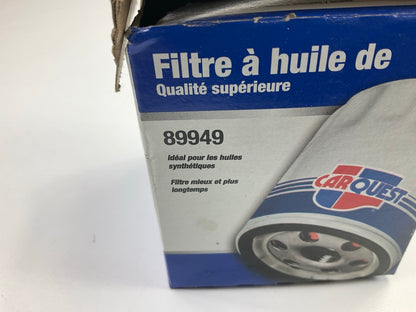 Filtre à huile de
Qualité supérieure
89949
Idéal pour les huiles
synthétiques
Filtre mieux et plus
longtemps
CARQUEST